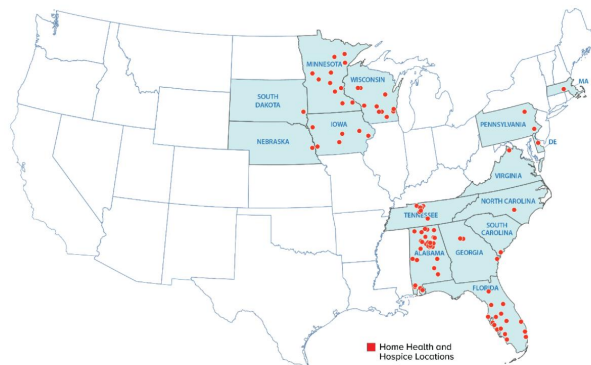 MINNESOTA
WISCONSIN
MA
SOUTH
DAKOTA
IOWA
PENNSYLVANIA
NEBRASKA
DE
VIRGINIA
NORTH CAROLINA
TENNESSEE
SOUTH
CAROLINA
ALABAMA
GEORGIA
FLORIDA
Home Health and
Hospice Locations